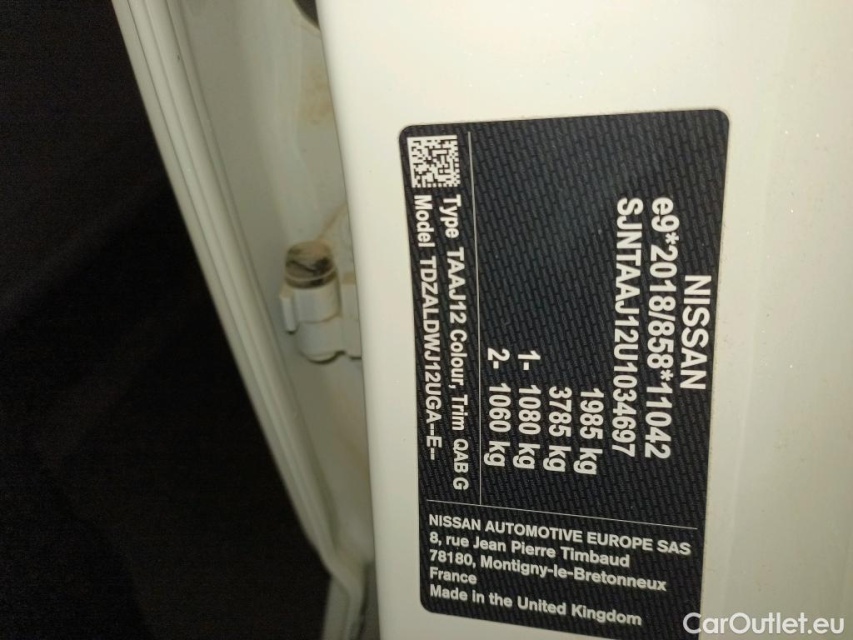 NISSAN
e9*2018/858*11042
SJNTAAJ12U1034697
1985 kg
3785 kg
1- 1080 kg
2- 1060 kg
Type TAAJ12 Colour, Trim QAB G
Model TDZALDWJ12UGA--E--
NISSAN AUTOMOTIVE EUROPE SAS
8, rue Jean Pierre Timbaud
78180, Montigny-le-Bretonneux
France
Made in the United Kingdom
CarOutlet.eu